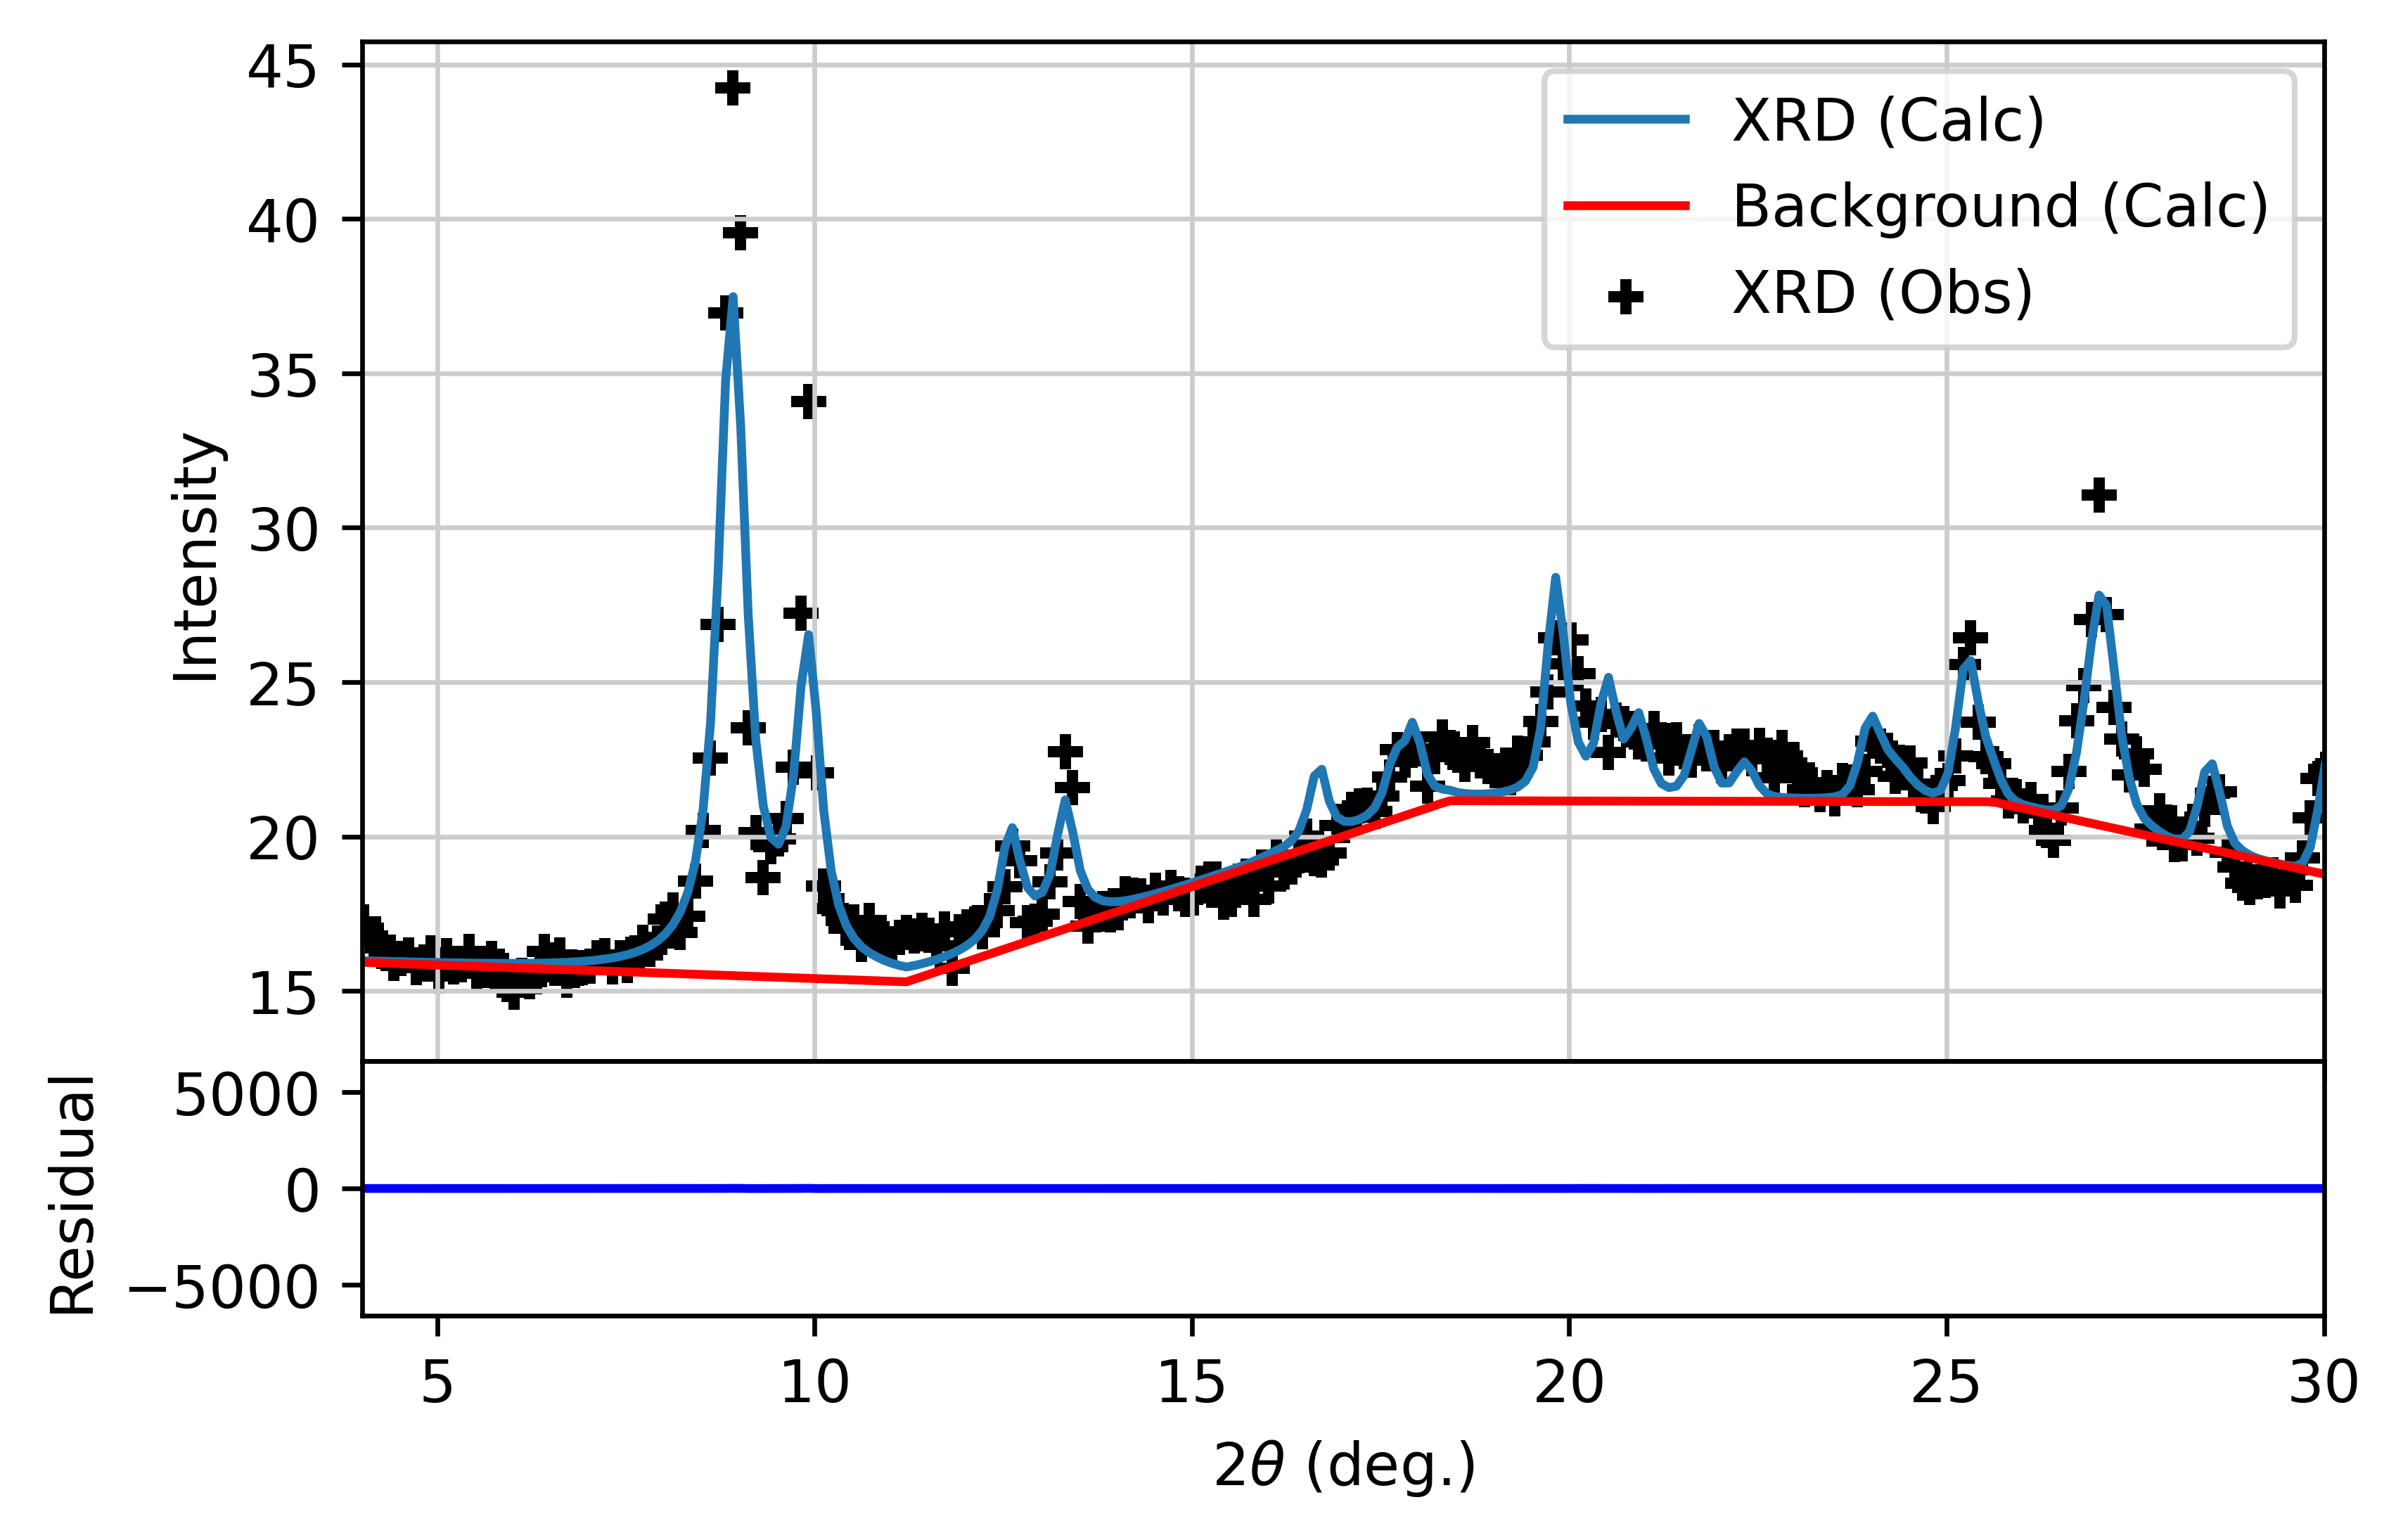 45
40
35
30
25
20
15
Intensity
XRD (Calc)
Background (Calc)
XRD (Obs)
5000
0
−5000
Residual
5 10 15 20 25 30
2θ (deg.)